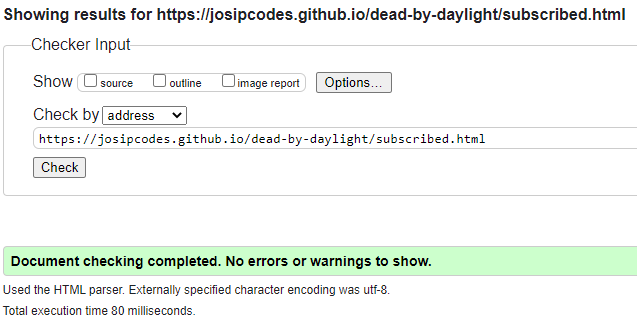 Showing results for https://josipcodes.github.io/dead-by-daylight/subscribed.html
Checker Input
Show source outline image report Options...
Check by address
https://josipcodes.github.io/dead-by-daylight/subscribed.html
Check
Document checking completed. No errors or warnings to show.
Used the HTML parser. Externally specified character encoding was utf-8.
Total execution time 80 milliseconds.